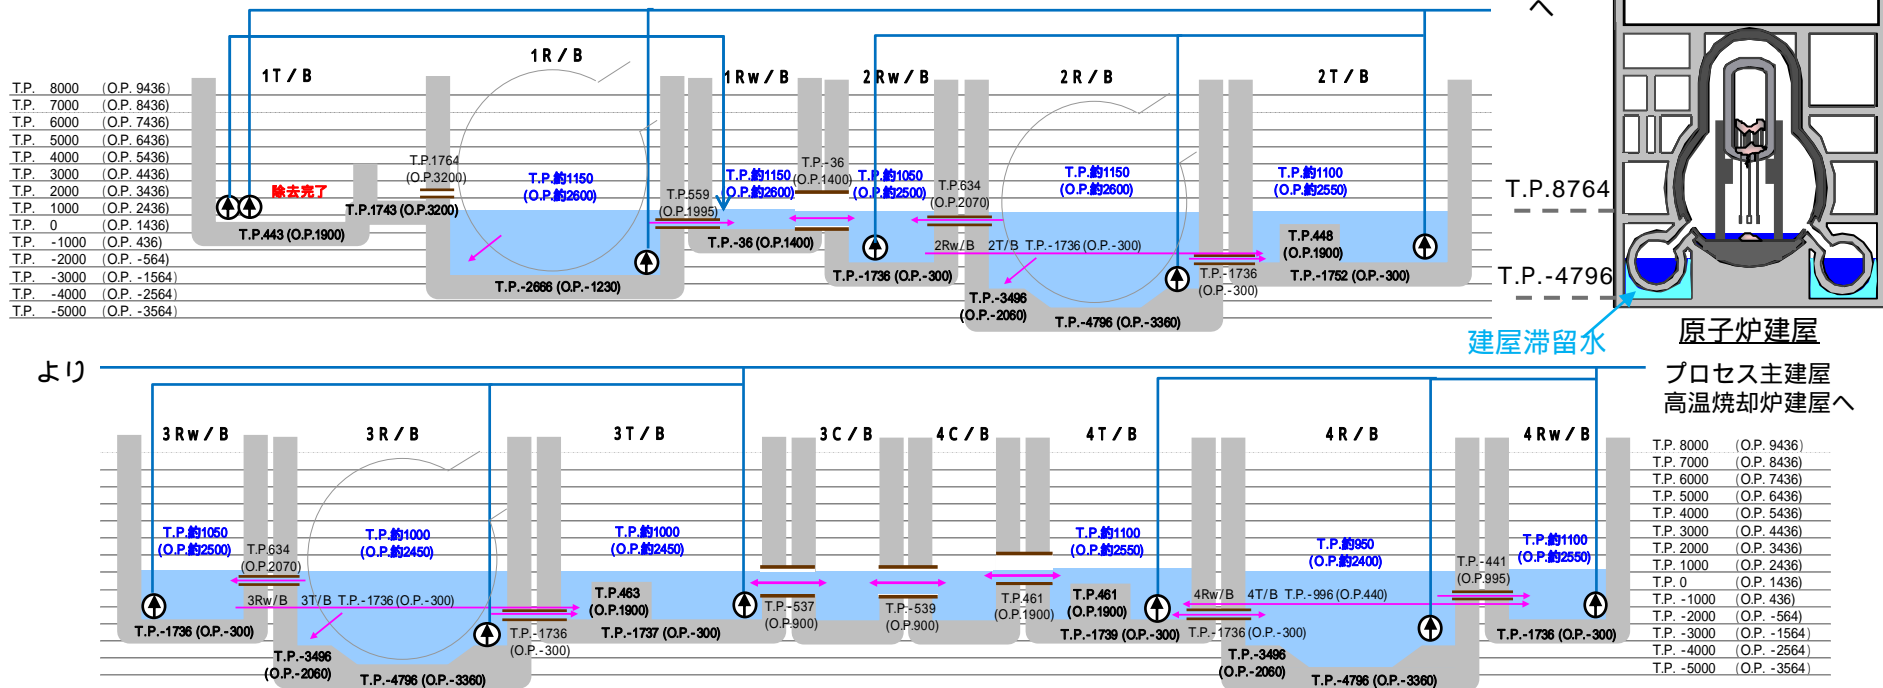 へ
1T/B
1R/B
1Rw/B
2Rw/B
2R/B
2T/B
T.P. 8000 (O.P. 9436)
T.P. 7000 (O.P. 8436)
T.P. 6000 (O.P. 7436)
T.P. 5000 (O.P. 6436)
T.P. 4000 (O.P. 5436)
T.P. 3000 (O.P. 4436)
T.P. 2000 (O.P. 3436)
T.P. 1000 (O.P. 2436)
T.P. 0 (O.P. 1436)
T.P. -1000 (O.P. 436)
T.P. -2000 (O.P. -564)
T.P. -3000 (O.P. -1564)
T.P. -4000 (O.P. -2564)
T.P. -5000 (O.P. -3564)
除去完了
T.P.443 (O.P.1900)
T.P.1743 (O.P.3200)
T.P.1764
(O.P.3200)
T.P.約1150
(O.P.約2600)
T.P.-2666 (O.P.-1230)
T.P.559
(O.P.1995)
T.P.約1150
(O.P.約2600)
T.P.-36 (O.P.1400)
T.P.-36
(O.P.1400)
T.P.約1050
(O.P.約2500)
T.P.-1736 (O.P.-300)
T.P.634
(O.P.2070)
2Rw/B 2T/B T.P.-1736 (O.P.-300)
T.P.約1150
(O.P.約2600)
T.P.-3496
(O.P.-2060)
T.P.-4796 (O.P.-3360)
T.P.-1736
(O.P.-300)
T.P.約1100
(O.P.約2550)
T.P.448
(O.P.1900)
T.P.-1752 (O.P.-300)
T.P.8764
T.P.-4796
建屋滞留水
原子炉建屋
より
プロセス主建屋
高温焼却炉建屋へ
3Rw/B
3R/B
3T/B
3C/B
4C/B
4T/B
4R/B
4Rw/B
T.P.約1050
(O.P.約2500)
T.P.-1736 (O.P.-300)
T.P.634
(O.P.2070)
3Rw/B 3T/B T.P.-1736 (O.P.-300)
T.P.約1000
(O.P.約2450)
T.P.-3496
(O.P.-2060)
T.P.-4796 (O.P.-3360)
T.P.-1736
(O.P.-300)
T.P.約1000
(O.P.約2450)
T.P.463
(O.P.1900)
T.P.-1737 (O.P.-300)
T.P.-537
(O.P.900)
T.P.-539
(O.P.900)
T.P.461
(O.P.1900)
T.P.約1100
(O.P.約2550)
T.P.461
(O.P.1900)
T.P.-1739 (O.P.-300)
4Rw/B 4T/B T.P.-996 (O.P.440)
T.P.-1736 (O.P.-300)
T.P.約950
(O.P.約2400)
T.P.-3496
(O.P.-2060)
T.P.-4796 (O.P.-3360)
T.P.-441
(O.P.995)
T.P.約1100
(O.P.約2550)
T.P.-1736 (O.P.-300)
T.P. 8000 (O.P. 9436)
T.P. 7000 (O.P. 8436)
T.P. 6000 (O.P. 7436)
T.P. 5000 (O.P. 6436)
T.P. 4000 (O.P. 5436)
T.P. 3000 (O.P. 4436)
T.P. 2000 (O.P. 3436)
T.P. 1000 (O.P. 2436)
T.P. 0 (O.P. 1436)
T.P. -1000 (O.P. 436)
T.P. -2000 (O.P. -564)
T.P. -3000 (O.P. -1564)
T.P. -4000 (O.P. -2564)
T.P. -5000 (O.P. -3564)